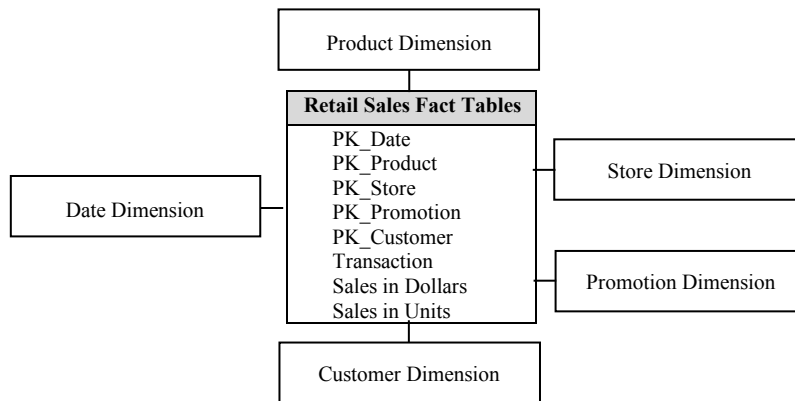 Product Dimension
Retail Sales Fact Tables
PK_Date
PK_Product
PK_Store
PK_Promotion
PK_Customer
Transaction
Sales in Dollars
Sales in Units
Date Dimension
Store Dimension
Promotion Dimension
Customer Dimension